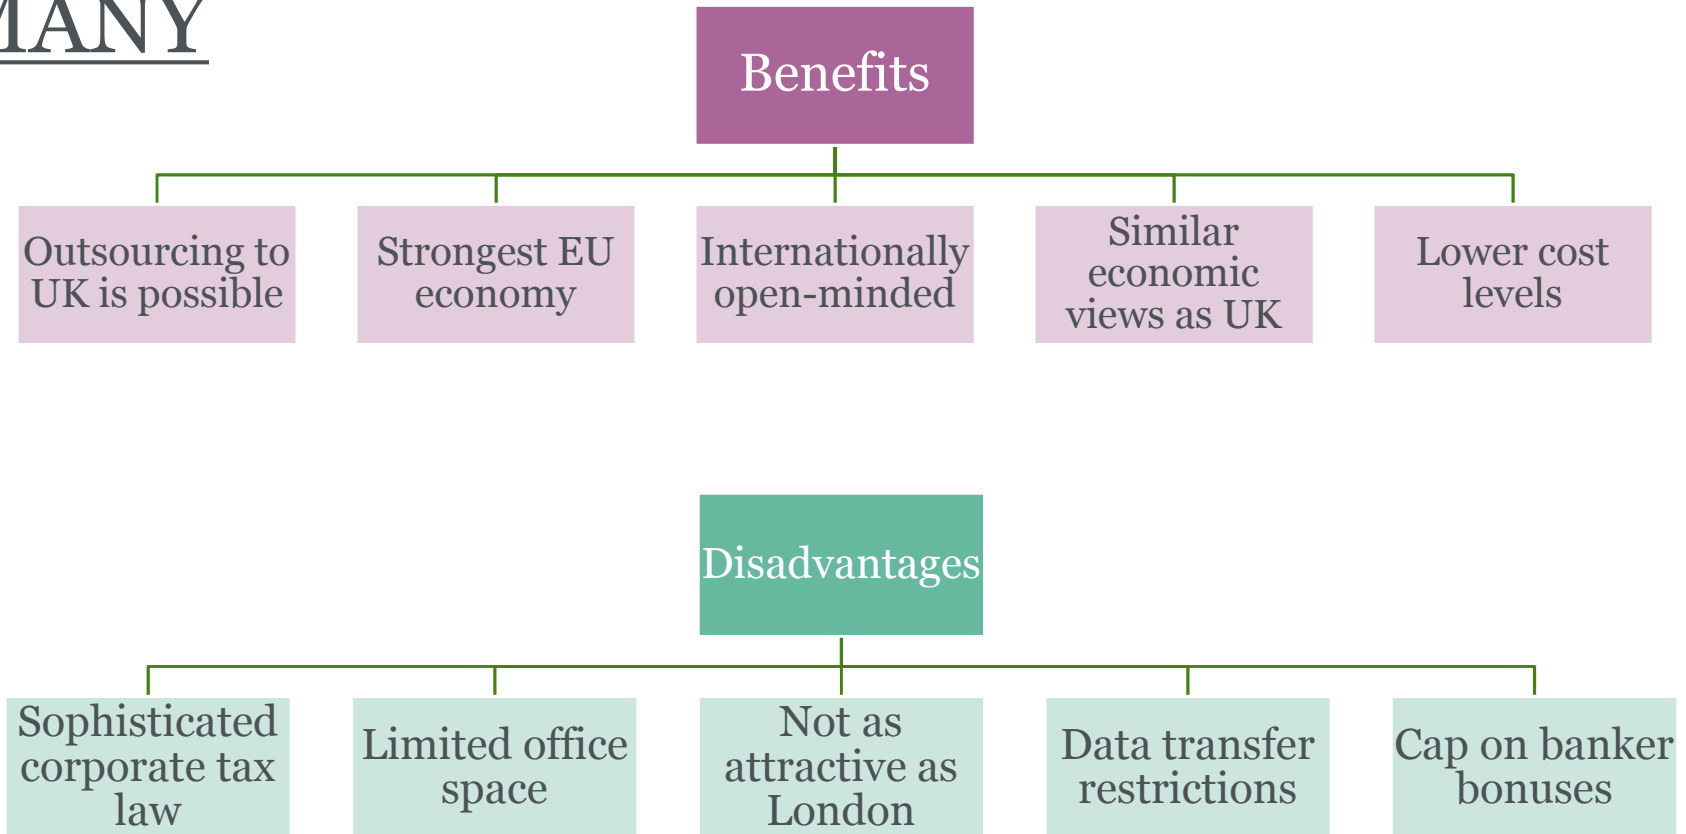 MANY
Benefits
Outsourcing to
UK is possible
Strongest EU
economy
Internationally
open-minded
Similar
economic
views as UK
Lower cost
levels
Disadvantages
Sophisticated
corporate tax
law
Limited office
space
Not as
attractive as
London
Data transfer
restrictions
Cap on banker
bonuses